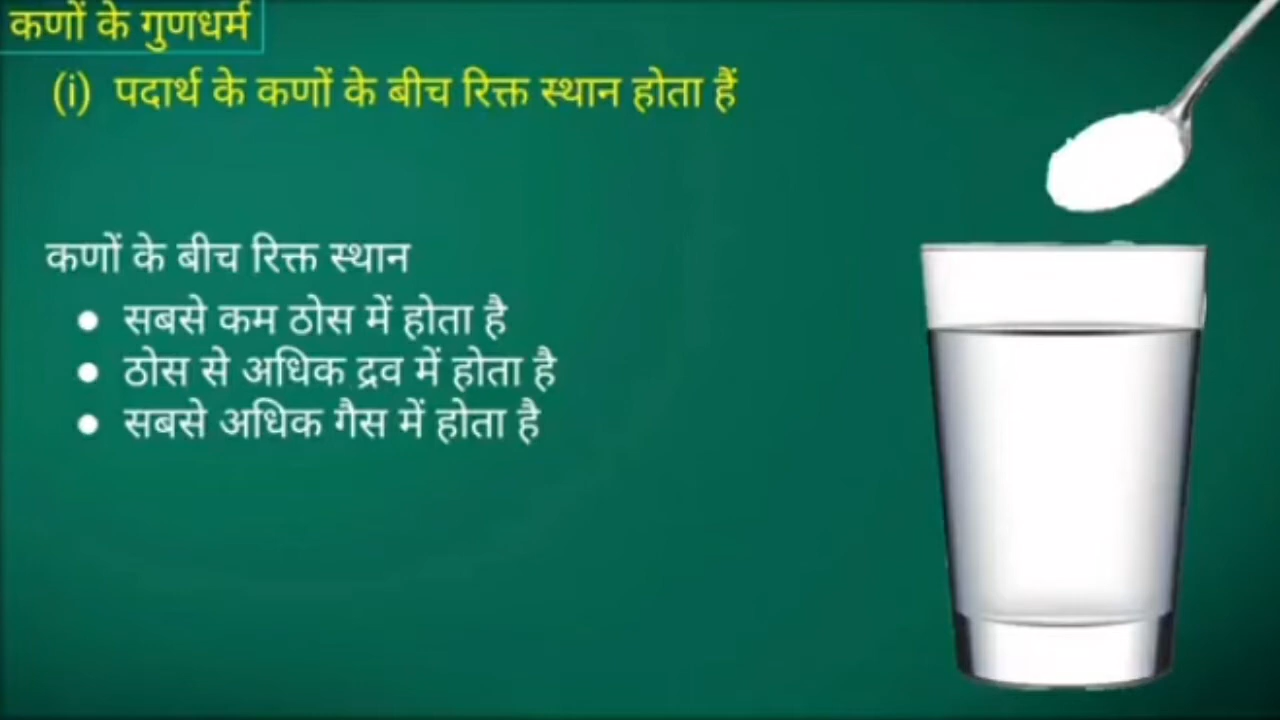 कणों के गुणधर्म
(i) पदार्थ के कणों के बीच रिक्त स्थान होता हैं
कणों के बीच रिक्त स्थान
● सबसे कम ठोस में होता है
● ठोस से अधिक द्रव में होता है
● सबसे अधिक गैस में होता है